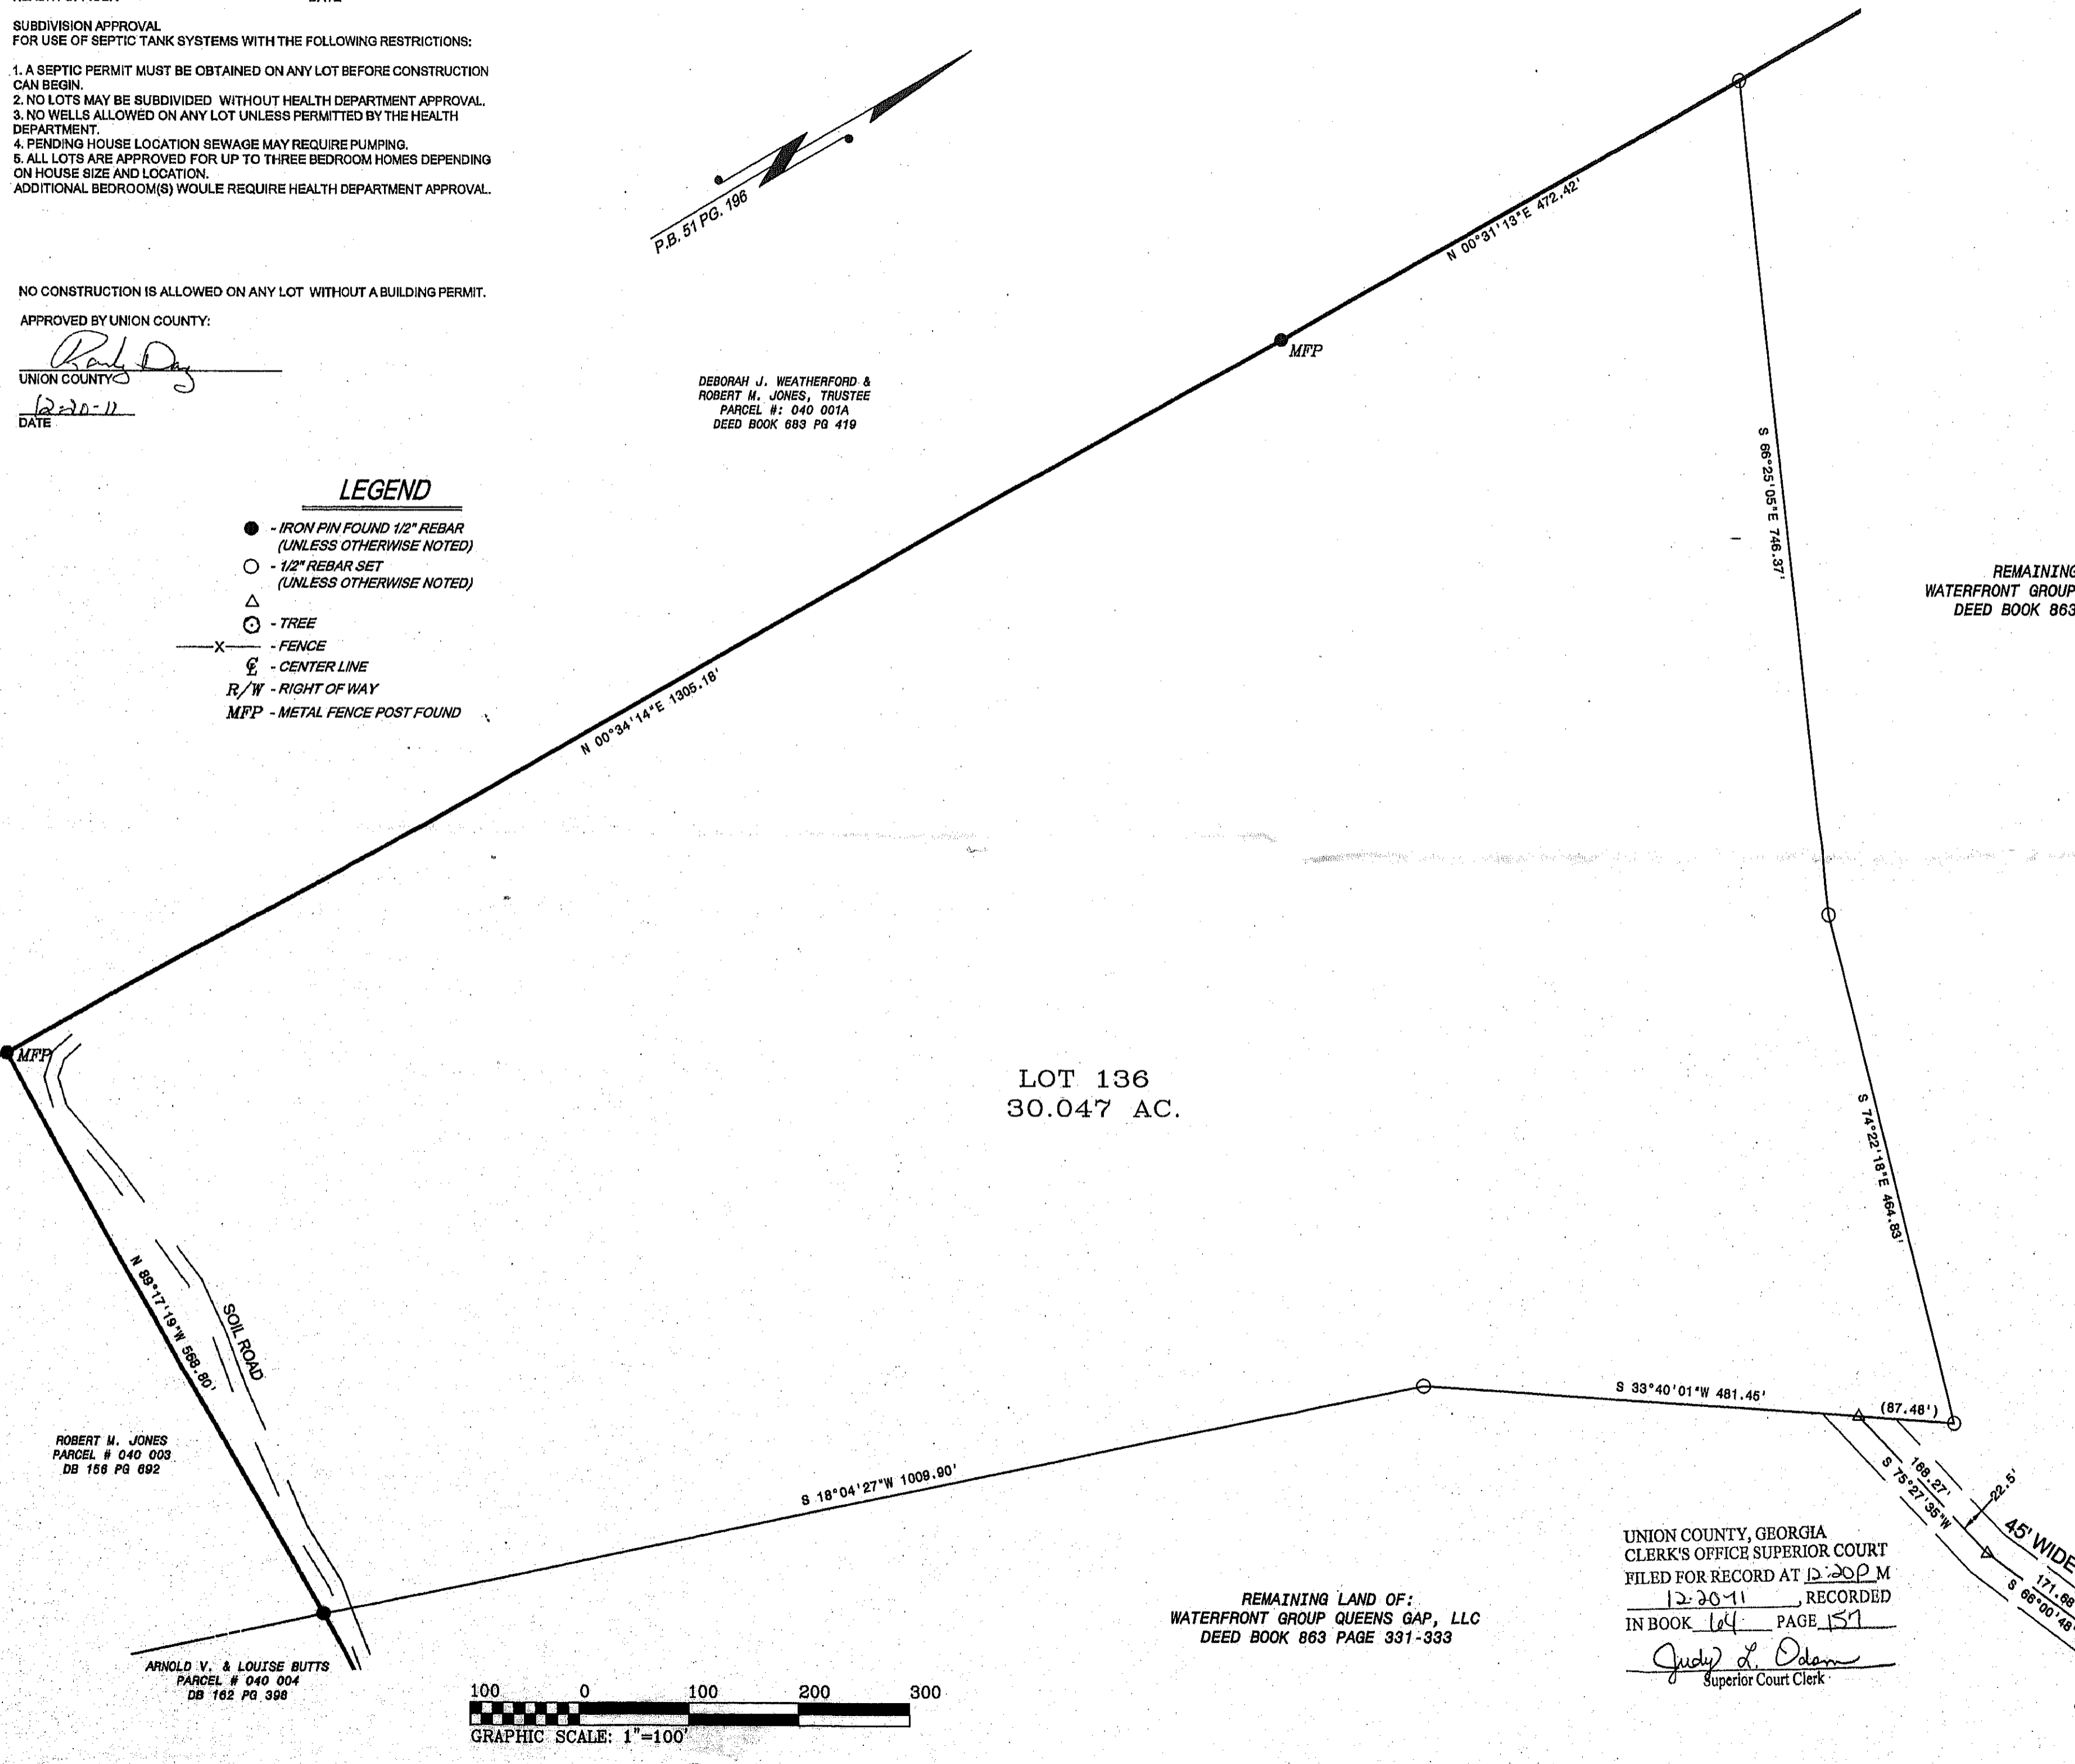 SUBDIVISION APPROVAL
FOR USE OF SEPTIC TANK SYSTEMS WITH THE FOLLOWING RESTRICTIONS:
1. A SEPTIC PERMIT MUST BE OBTAINED ON ANY LOT BEFORE CONSTRUCTION
CAN BEGIN.
2. NO LOTS MAY BE SUBDIVIDED WITHOUT HEALTH DEPARTMENT APPROVAL.
3. NO WELLS ALLOWED ON ANY LOT UNLESS PERMITTED BY THE HEALTH
DEPARTMENT.
4. PENDING HOUSE LOCATION SEWAGE MAY REQUIRE PUMPING.
5. ALL LOTS ARE APPROVED FOR UP TO THREE BEDROOM HOMES DEPENDING
ON HOUSE SIZE AND LOCATION.
ADDITIONAL BEDROOM(S) WOULE REQUIRE HEALTH DEPARTMENT APPROVAL.
NO CONSTRUCTION IS ALLOWED ON ANY LOT WITHOUT A BUILDING PERMIT.
APPROVED BY UNION COUNTY:
UNION COUNTY
12-20-11
DATE
P.B. 51 PG. 196
DEBORAH J. WEATHERFORD &
ROBERT M. JONES, TRUSTEE
PARCEL #: 040 001A
DEED BOOK 683 PG 419
LEGEND
- IRON PIN FOUND 1/2" REBAR
(UNLESS OTHERWISE NOTED)
- 1/2" REBAR SET
(UNLESS OTHERWISE NOTED)
- TREE
X - FENCE
℄ - CENTER LINE
R/W - RIGHT OF WAY
MFP - METAL FENCE POST FOUND
N 00°31'13"E 472.42'
MFP
S 66°25'05"E 746.37'
REMAINING
WATERFRONT GROUP
DEED BOOK 863
N 00°34'14"E 1305.18'
MFP
LOT 136
30.047 AC.
S 74°22'18"E 464.83'
N 89°17'19"W 568.80'
SOIL ROAD
S 33°40'01"W 481.45'
(87.48')
ROBERT M. JONES
PARCEL # 040 003
DB 156 PG 692
S 18°04'27"W 1009.90'
168.27'
S 75°27'35"W
22.5'
45' WIDE
171.68
S 66°00'48
ARNOLD V. & LOUISE BUTTS
PARCEL # 040 004
DB 162 PG 398
REMAINING LAND OF:
WATERFRONT GROUP QUEENS GAP, LLC
DEED BOOK 863 PAGE 331-333
UNION COUNTY, GEORGIA
CLERK'S OFFICE SUPERIOR COURT
FILED FOR RECORD AT 12:20P M
12-20-11, RECORDED
IN BOOK 64 PAGE 157
Judy L. Odom
Superior Court Clerk
100 0 100 200 300
GRAPHIC SCALE: 1"=100'